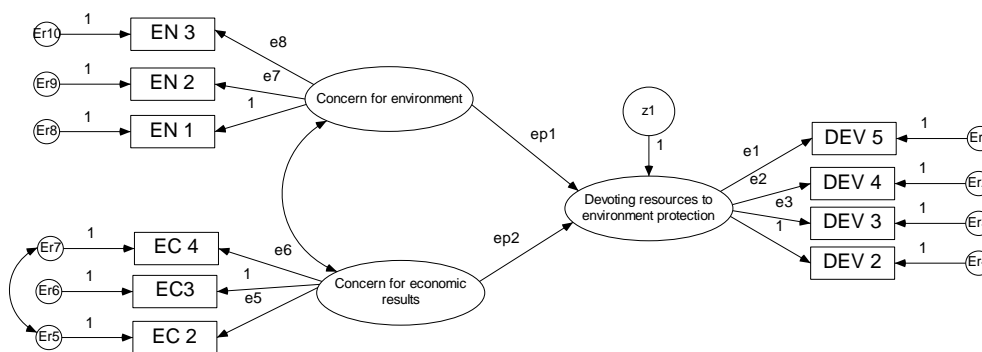 Er10
1
EN 3
e8
Er9
1
EN 2
e7
Er8
1
EN 1
1
Concern for environment
ep1
z1
1
Devoting resources to
environment protection
e1
DEV 5
1
e2
DEV 4
1
e3
DEV 3
1
1
DEV 2
1
ep2
Er7
1
EC 4
e6
Er6
1
EC3
1
Er5
1
EC 2
e5
Concern for economic
results